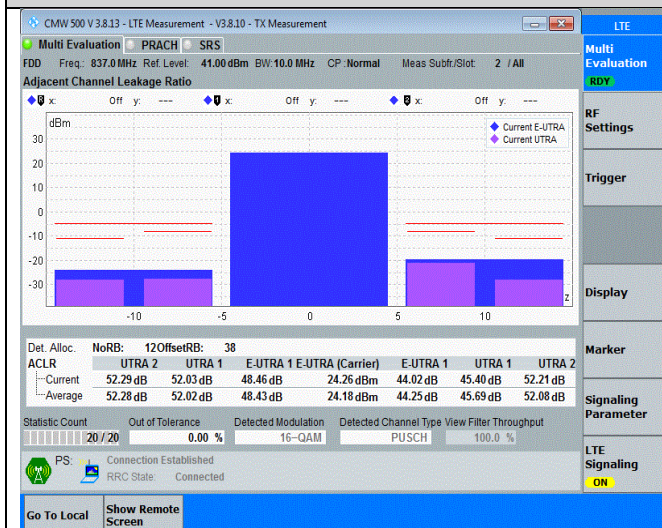 CMW 500 V 3.8.13 - LTE Measurement - V3.8.10 - TX Measurement
LTE
Multi Evaluation PRACH SRS
FDD Freq.: 837.0 MHz Ref. Level: 41.00 dBm BW: 10.0 MHz CP : Normal Meas Subfr./Slot: 2 / All
Adjacent Channel Leakage Ratio
x: Off y: --- x: Off y: --- x: Off y: ---
dBm
Current E-UTRA
Current UTRA
30
20
10
0
-10
-20
-30
z
-10 -5 0 5 10
Det. Alloc. NoRB: 12 OffsetRB: 38
ACLR UTRA 2 UTRA 1 E-UTRA 1 E-UTRA (Carrier) E-UTRA 1 UTRA 1 UTRA 2
Current 52.29 dB 52.03 dB 48.46 dB 24.26 dBm 44.02 dB 45.40 dB 52.21 dB
Average 52.28 dB 52.02 dB 48.43 dB 24.18 dBm 44.25 dB 45.69 dB 52.08 dB
Statistic Count Out of Tolerance Detected Modulation Detected Channel Type View Filter Throughput
20 / 20 0.00 % 16-QAM PUSCH 100.0 %
PS: Connection Established
RRC State: Connected
Go To Local
Show Remote
Screen
Multi
Evaluation
RDY
RF
Settings
Trigger
Display
Marker
Signaling
Parameter
LTE
Signaling
ON